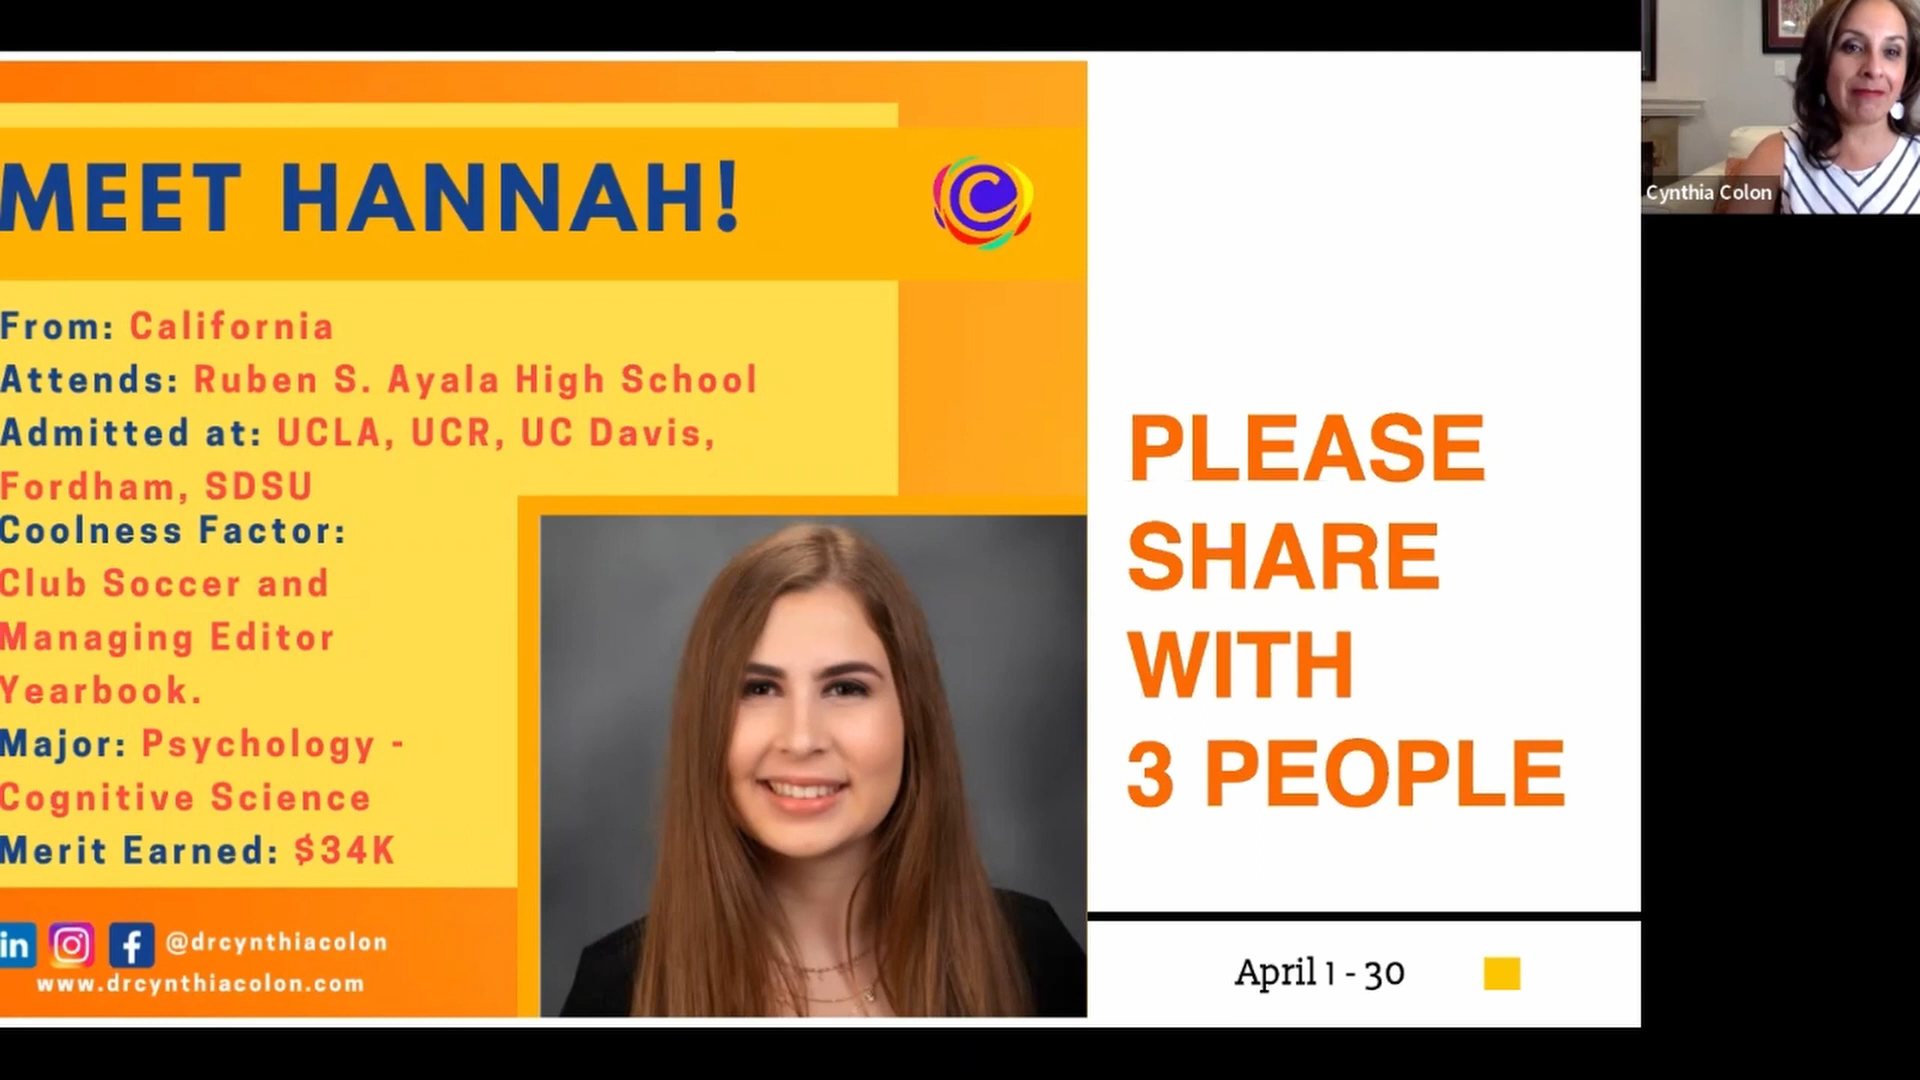 MEET HANNAH!
From: California
Attends: Ruben S. Ayala High School
Admitted at: UCLA, UCR, UC Davis,
Fordham, SDSU
Coolness Factor:
Club Soccer and
Managing Editor
Yearbook.
Major: Psychology -
Cognitive Science
Merit Earned: $34K
@drcynthiacolon
www.drcynthiacolon.com
PLEASE
SHARE
WITH
3 PEOPLE
April 1 - 30
Cynthia Colon